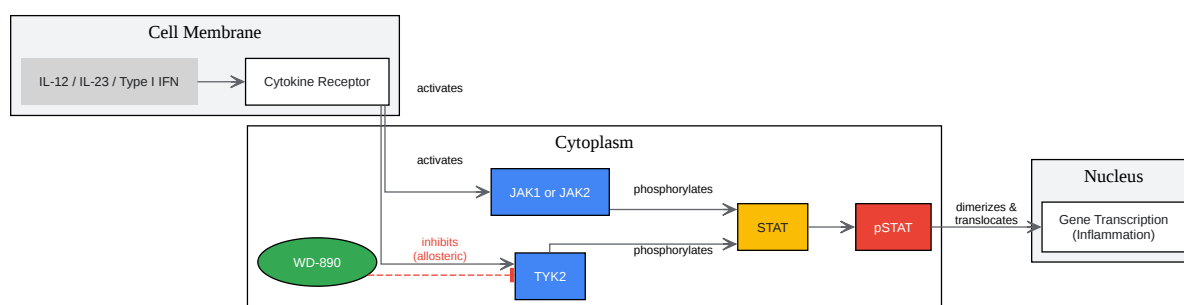 Cell Membrane
IL-12 / IL-23 / Type I IFN
Cytokine Receptor
activates
Cytoplasm
activates
JAK1 or JAK2
phosphorylates
STAT
pSTAT
dimerizes &
translocates
Nucleus
Gene Transcription
(Inflammation)
phosphorylates
inhibits
(allosteric)
WD-890
TYK2